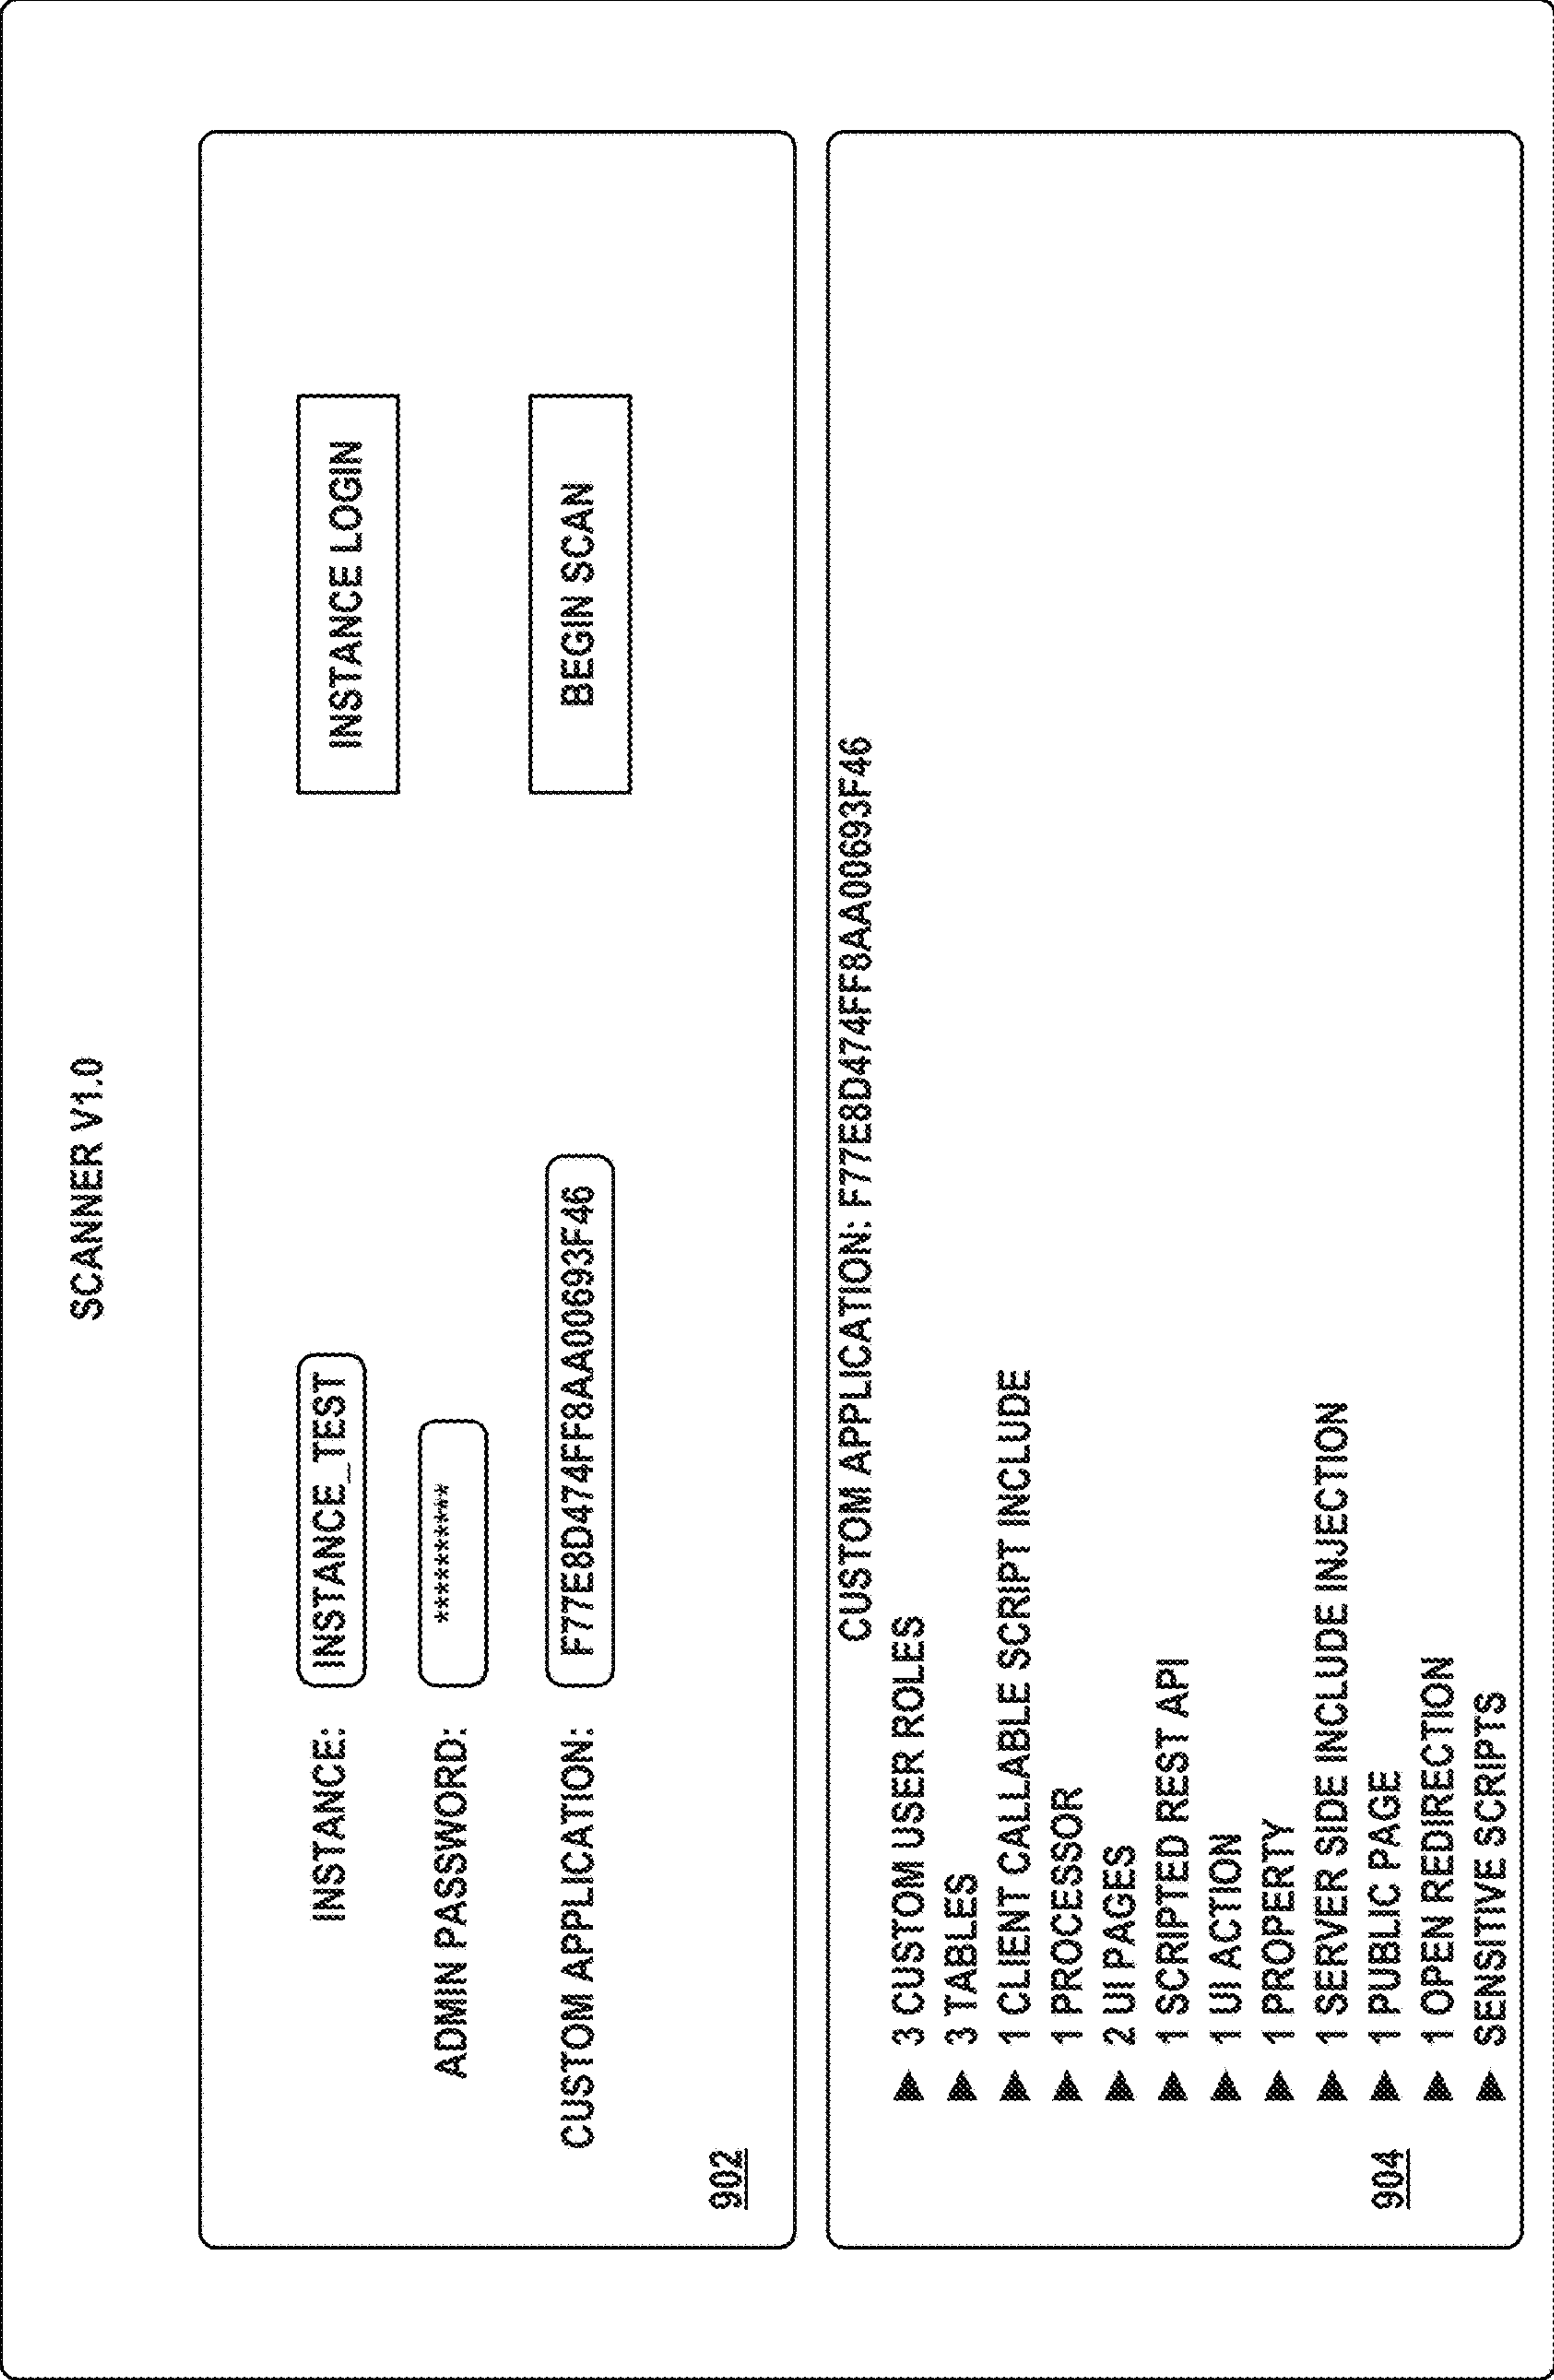 SCANNER V1.0
INSTANCE: INSTANCE_TEST
INSTANCE LOGIN
ADMIN PASSWORD: *********
CUSTOM APPLICATION: F77E8D474FF8AA00693F46
BEGIN SCAN
902
CUSTOM APPLICATION: F77E8D474FF8AA00693F46
▶ 3 CUSTOM USER ROLES
▶ 3 TABLES
▶ 1 CLIENT CALLABLE SCRIPT INCLUDE
▶ 1 PROCESSOR
▶ 2 UI PAGES
▶ 1 SCRIPTED REST API
▶ 1 UI ACTION
▶ 1 PROPERTY
▶ 1 SERVER SIDE INCLUDE INJECTION
▶ 1 PUBLIC PAGE
▶ 1 OPEN REDIRECTION
▶ SENSITIVE SCRIPTS
904